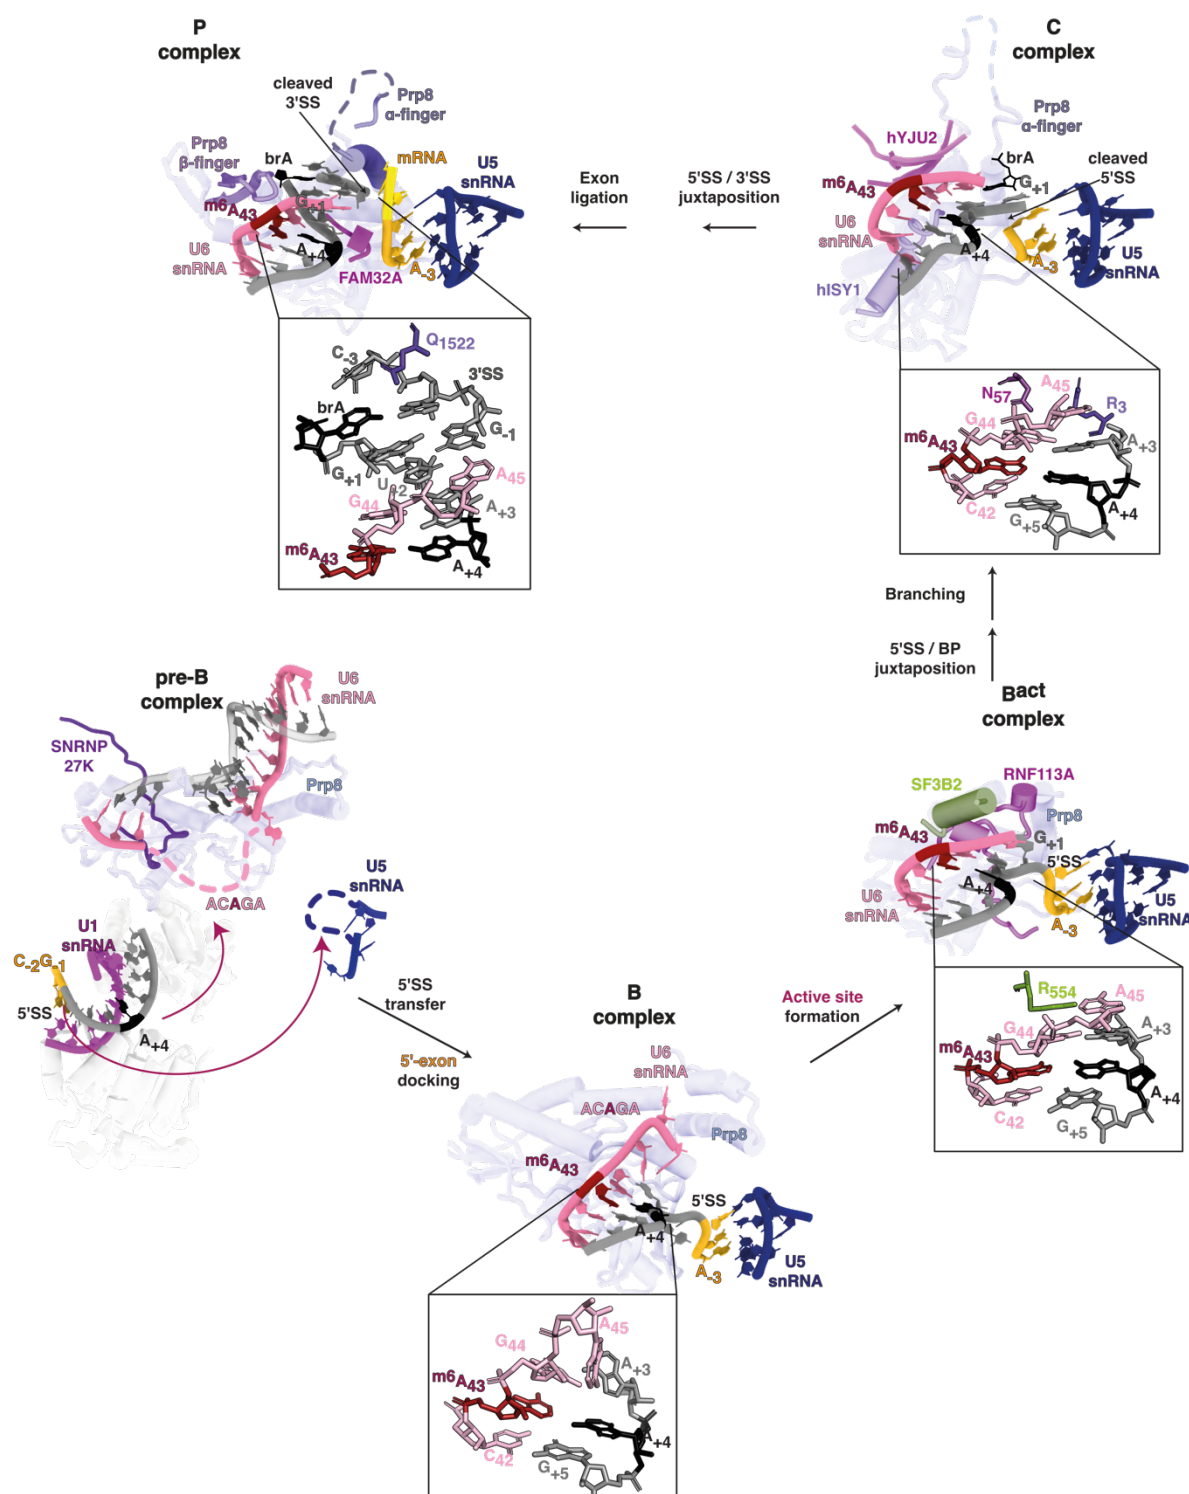 P
complex
cleaved
3'SS
Prp8
α-finger
Prp8
β-finger
brA
mRNA
U5
snRNA
m6A43
G+1
U6
snRNA
A+4
FAM32A
A-3
Q1522
C-3
3'SS
brA
G-1
G+1
U+2
A45
G44
A+3
m6A43
A+4
Exon
ligation
5'SS / 3'SS
juxtaposition
C
complex
Prp8
α-finger
hYJU2
brA
cleaved
5'SS
m6A43
G+1
U6
snRNA
A+4
A-3
U5
snRNA
hISY1
N57
A45
R3
G44
A+3
m6A43
C42
A+4
G+5
Branching
5'SS / BP
juxtaposition
Bact
complex
RNF113A
SF3B2
Prp8
m6A43
G+1
5'SS
A+4
U6
snRNA
U5
snRNA
A-3
R554
A45
G44
A+3
m6A43
A+4
C42
G+5
pre-B
complex
U6
snRNA
SNRNP
27K
Prp8
ACAGA
U5
snRNA
U1
snRNA
C-2G-1
5'SS
A+4
5'SS
transfer
5'-exon
docking
B
complex
Active site
formation
U6
snRNA
ACAGA
Prp8
m6A43
5'SS
A+4
A-3
U5
snRNA
A45
G44
A+3
m6A43
A+4
C42
G+5